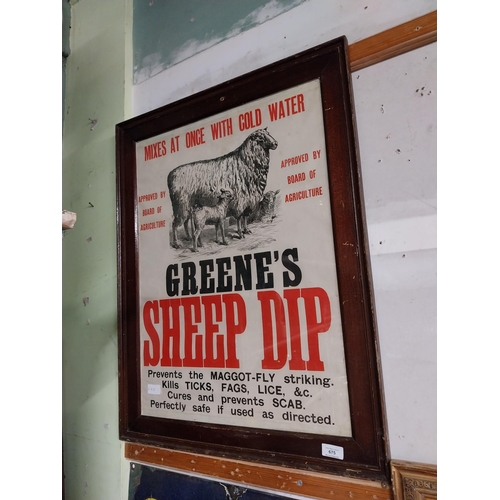 MIXES AT ONCE WITH COLD WATER
APPROVED BY
BOARD OF
AGRICULTURE
APPROVED BY
BOARD OF
AGRICULTURE
GREENE'S
SHEEP DIP
Prevents the MAGGOT-FLY striking.
Kills TICKS, FAGS, LICE, &c.
Cures and prevents SCAB.
Perfectly safe if used as directed.